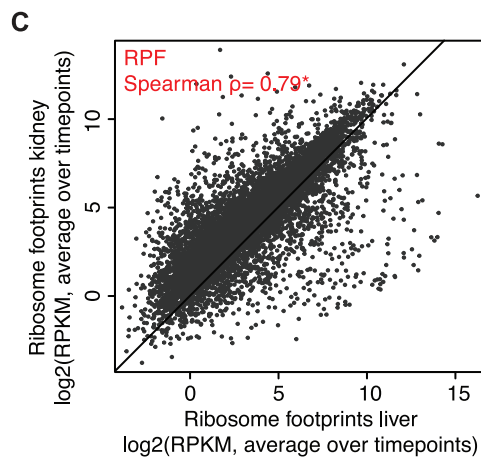 C
RPF
Spearman ρ= 0.79*
Ribosome footprints kidney
log2(RPKM, average over timepoints)
10
5
0
0
5
10
15
Ribosome footprints liver
log2(RPKM, average over timepoints)